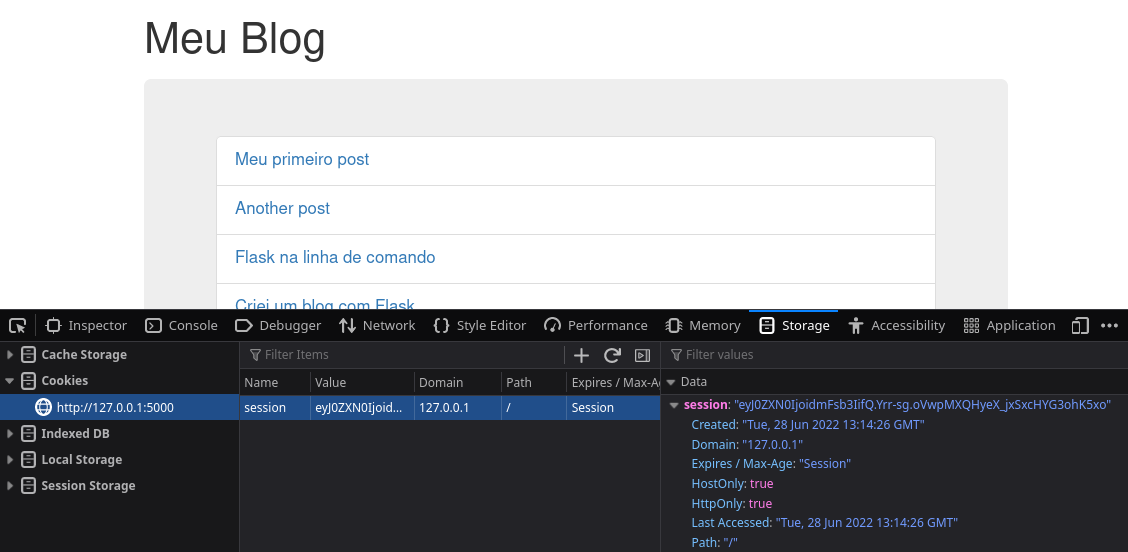 Meu Blog
Meu primeiro post
Another post
Flask na linha de comando
Criei um blog com Flask
Inspector Console Debugger Network Style Editor Performance Memory Storage Accessibility Application
Cache Storage
Cookies
http://127.0.0.1:5000
Indexed DB
Local Storage
Session Storage
Filter Items
Name Value Domain Path Expires / Max-A
session eyJ0ZXN0Ijoid... 127.0.0.1 / Session
Filter values
Data
session: "eyJ0ZXN0IjoidmFsb3IifQ.Yrr-sg.oVwpMXQHyeX_jxSxcHYG3ohK5xo"
Created: "Tue, 28 Jun 2022 13:14:26 GMT"
Domain: "127.0.0.1"
Expires / Max-Age: "Session"
HostOnly: true
HttpOnly: true
Last Accessed: "Tue, 28 Jun 2022 13:14:26 GMT"
Path: "/"